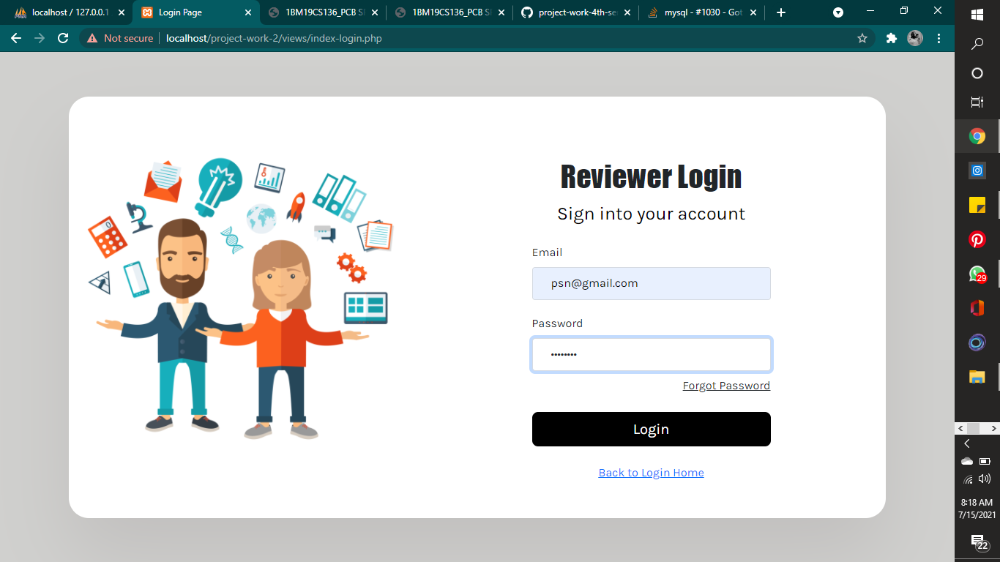 localhost / 127.0.0.1
Login Page
1BM19CS136_PCB S
1BM19CS136_PCB S
project-work-4th-se
mysql - #1030 - Got
Not secure
localhost/project-work-2/views/index-login.php
Reviewer Login
Sign into your account
Email
psn@gmail.com
Password
••••••••
Forgot Password
Login
Back to Login Home
29
8:18 AM
7/15/2021
22